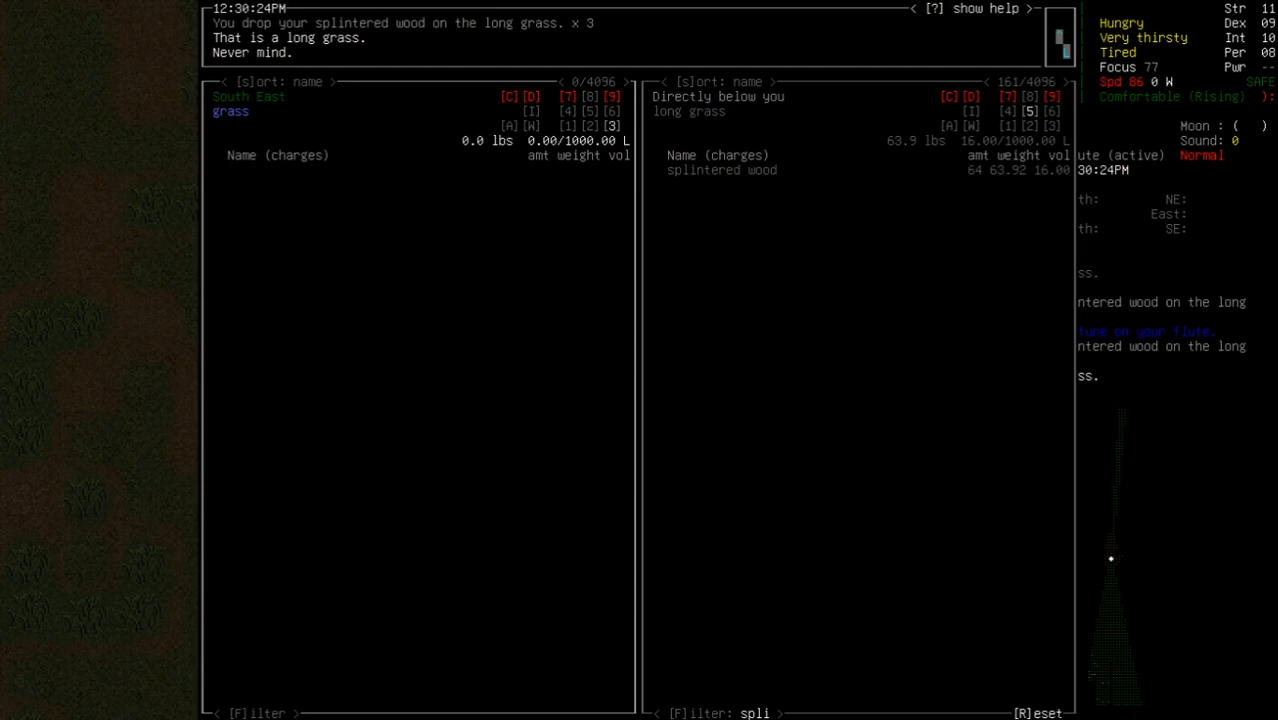 12:30:24PM < [?] show help >
You drop your splintered wood on the long grass. x 3
That is a long grass.
Never mind.
< [s]ort: name > < 0/4096 >
South East [C] [D] [7] [8] [9]
grass [I] [4] [5] [6]
[A] [W] [1] [2] [3]
0.0 lbs 0.00/1000.00 L
Name (charges) amt weight vol
< [F]ilter >
< [s]ort: name > < 161/4096 >
Directly below you [C] [D] [7] [8] [9]
long grass [I] [4] [5] [6]
[A] [W] [1] [2] [3]
63.9 lbs 16.00/1000.00 L
Name (charges) amt weight vol
splintered wood 64 63.92 16.00
< [F]ilter: spli > [R]eset
Str 11
Hungry Dex 09
Very thirsty Int 10
Tired Per 08
Focus 77 Pwr --
Spd 86 0 W SAFE
Comfortable (Rising) ):
Moon : ( )
Sound: 0
ute (active) Normal
30:24PM
th: NE:
East:
th: SE:
ss.
ntered wood on the long
tune on your flute.
ntered wood on the long
ss.